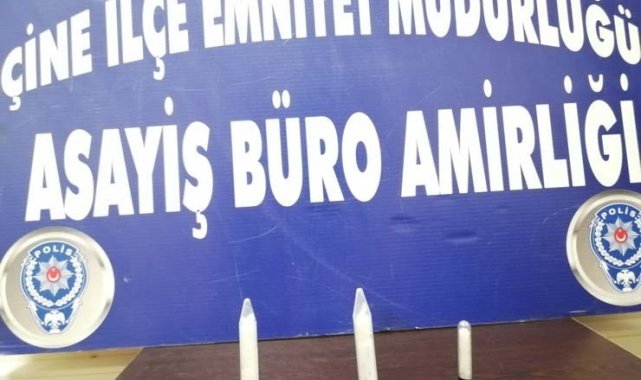 ÇİNE İLÇE EMNİYET MÜDÜRLÜĞÜ
ASAYİŞ BÜRO AMİRLİĞİ
POLİS
POLİS